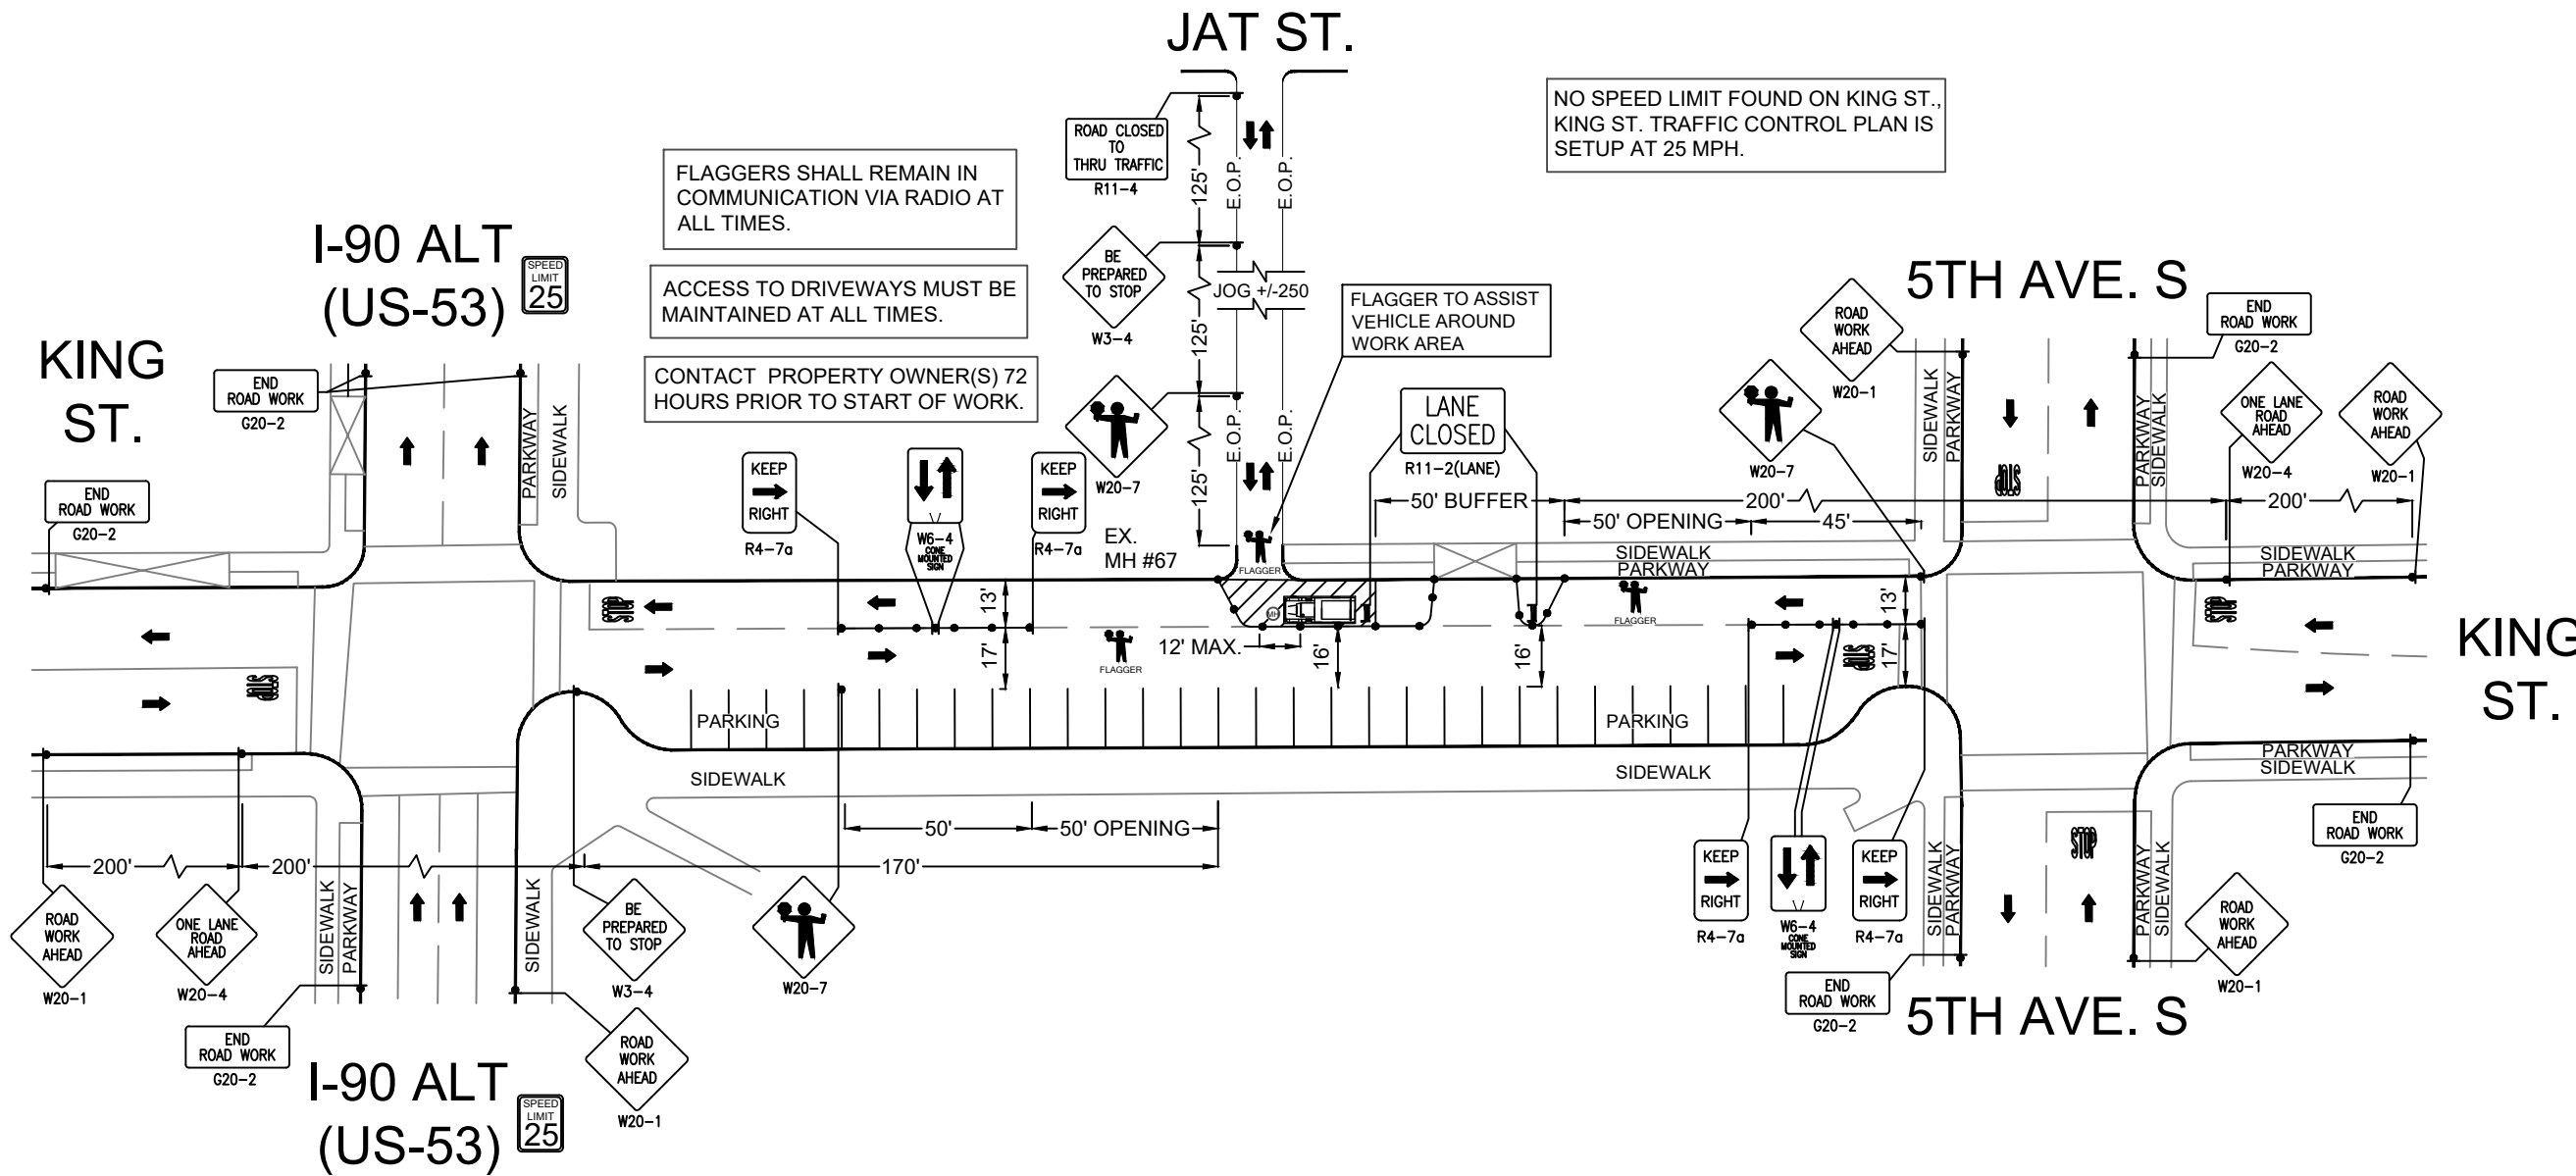 JAT ST.
NO SPEED LIMIT FOUND ON KING ST.,
KING ST. TRAFFIC CONTROL PLAN IS
SETUP AT 25 MPH.
ROAD CLOSED
TO
THRU TRAFFIC
R11-4
125'
E.O.P.
E.O.P.
FLAGGERS SHALL REMAIN IN
COMMUNICATION VIA RADIO AT
ALL TIMES.
I-90 ALT
(US-53)
SPEED
LIMIT
25
BE
PREPARED
TO STOP
W3-4
125'
JOG +/-250
ACCESS TO DRIVEWAYS MUST BE
MAINTAINED AT ALL TIMES.
FLAGGER TO ASSIST
VEHICLE AROUND
WORK AREA
5TH AVE. S
ROAD
WORK
AHEAD
W20-1
END
ROAD WORK
G20-2
KING
ST.
END
ROAD WORK
G20-2
CONTACT  PROPERTY OWNER(S) 72
HOURS PRIOR TO START OF WORK.
W20-7
125'
E.O.P.
E.O.P.
LANE
CLOSED
R11-2(LANE)
W20-7
ONE LANE
ROAD
AHEAD
W20-4
ROAD
WORK
AHEAD
W20-1
END
ROAD WORK
G20-2
PARKWAY
SIDEWALK
KEEP
RIGHT
R4-7a
W6-4
CONE
MOUNTED
SIGN
KEEP
RIGHT
R4-7a
EX.
MH #67
FLAGGER
50' BUFFER
200'
200'
50' OPENING
45'
SIDEWALK
PARKWAY
STOP
PARKWAY
SIDEWALK
SIDEWALK
PARKWAY
SIDEWALK
PARKWAY
STOP
13'
17'
FLAGGER
12' MAX.
MH
16'
16'
FLAGGER
13'
17'
STOP
STOP
STOP
KING
ST.
PARKING
PARKING
SIDEWALK
SIDEWALK
PARKWAY
SIDEWALK
50'
50' OPENING
200'
200'
170'
ROAD
WORK
AHEAD
W20-1
ONE LANE
ROAD
AHEAD
W20-4
SIDEWALK
PARKWAY
SIDEWALK
BE
PREPARED
TO STOP
W3-4
W20-7
KEEP
RIGHT
R4-7a
W6-4
CONE
MOUNTED
SIGN
KEEP
RIGHT
R4-7a
SIDEWALK
PARKWAY
STOP
PARKWAY
SIDEWALK
END
ROAD WORK
G20-2
ROAD
WORK
AHEAD
W20-1
END
ROAD WORK
G20-2
5TH AVE. S
END
ROAD WORK
G20-2
ROAD
WORK
AHEAD
W20-1
I-90 ALT
(US-53)
SPEED
LIMIT
25